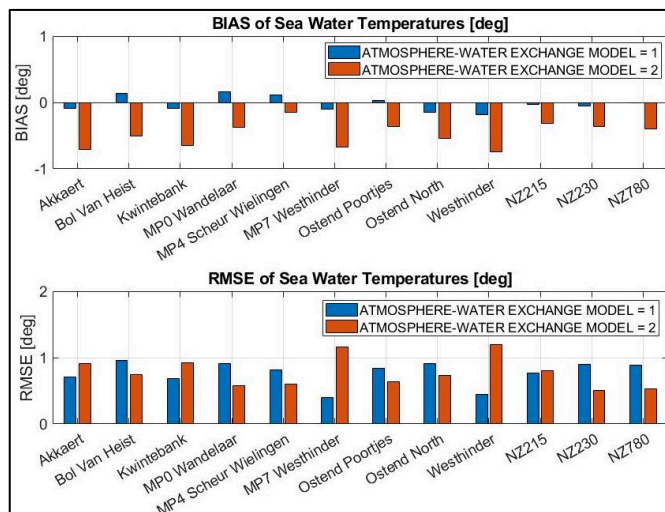 BIAS of Sea Water Temperatures [deg]
1
ATMOSPHERE-WATER EXCHANGE MODEL = 1
ATMOSPHERE-WATER EXCHANGE MODEL = 2
BIAS [deg]
0
-1
Akkaert
Bol Van Heist
Kwintebank
MP0 Wandelaar
MP4 Scheur Wielingen
MP7 Westhinder
Ostend Poortjes
Ostend North
Westhinder
NZ215
NZ230
NZ780
RMSE of Sea Water Temperatures [deg]
2
ATMOSPHERE-WATER EXCHANGE MODEL = 1
ATMOSPHERE-WATER EXCHANGE MODEL = 2
RMSE [deg]
1
0
Akkaert
Bol Van Heist
Kwintebank
MP0 Wandelaar
MP4 Scheur Wielingen
MP7 Westhinder
Ostend Poortjes
Ostend North
Westhinder
NZ215
NZ230
NZ780